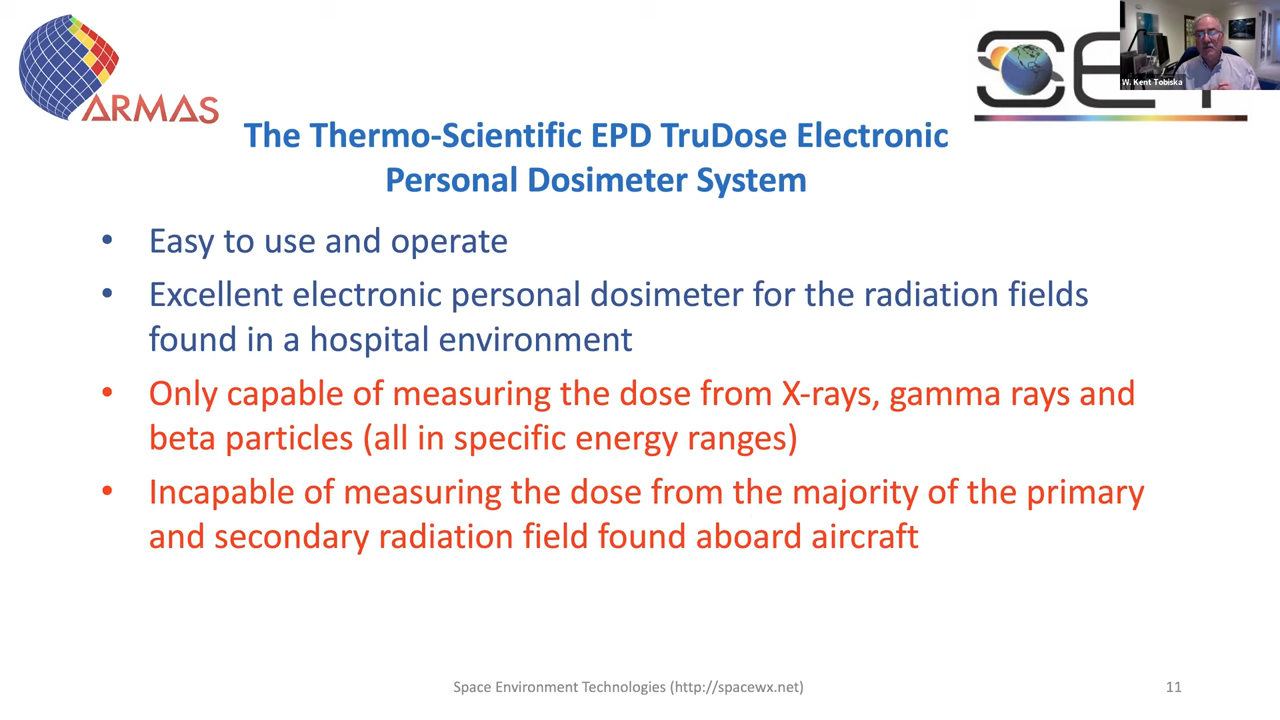 ARMAS
SET
W. Kent Tobiska
The Thermo-Scientific EPD TruDose Electronic
Personal Dosimeter System
• Easy to use and operate
• Excellent electronic personal dosimeter for the radiation fields
found in a hospital environment
• Only capable of measuring the dose from X-rays, gamma rays and
beta particles (all in specific energy ranges)
• Incapable of measuring the dose from the majority of the primary
and secondary radiation field found aboard aircraft
Space Environment Technologies (http://spacewx.net)
11